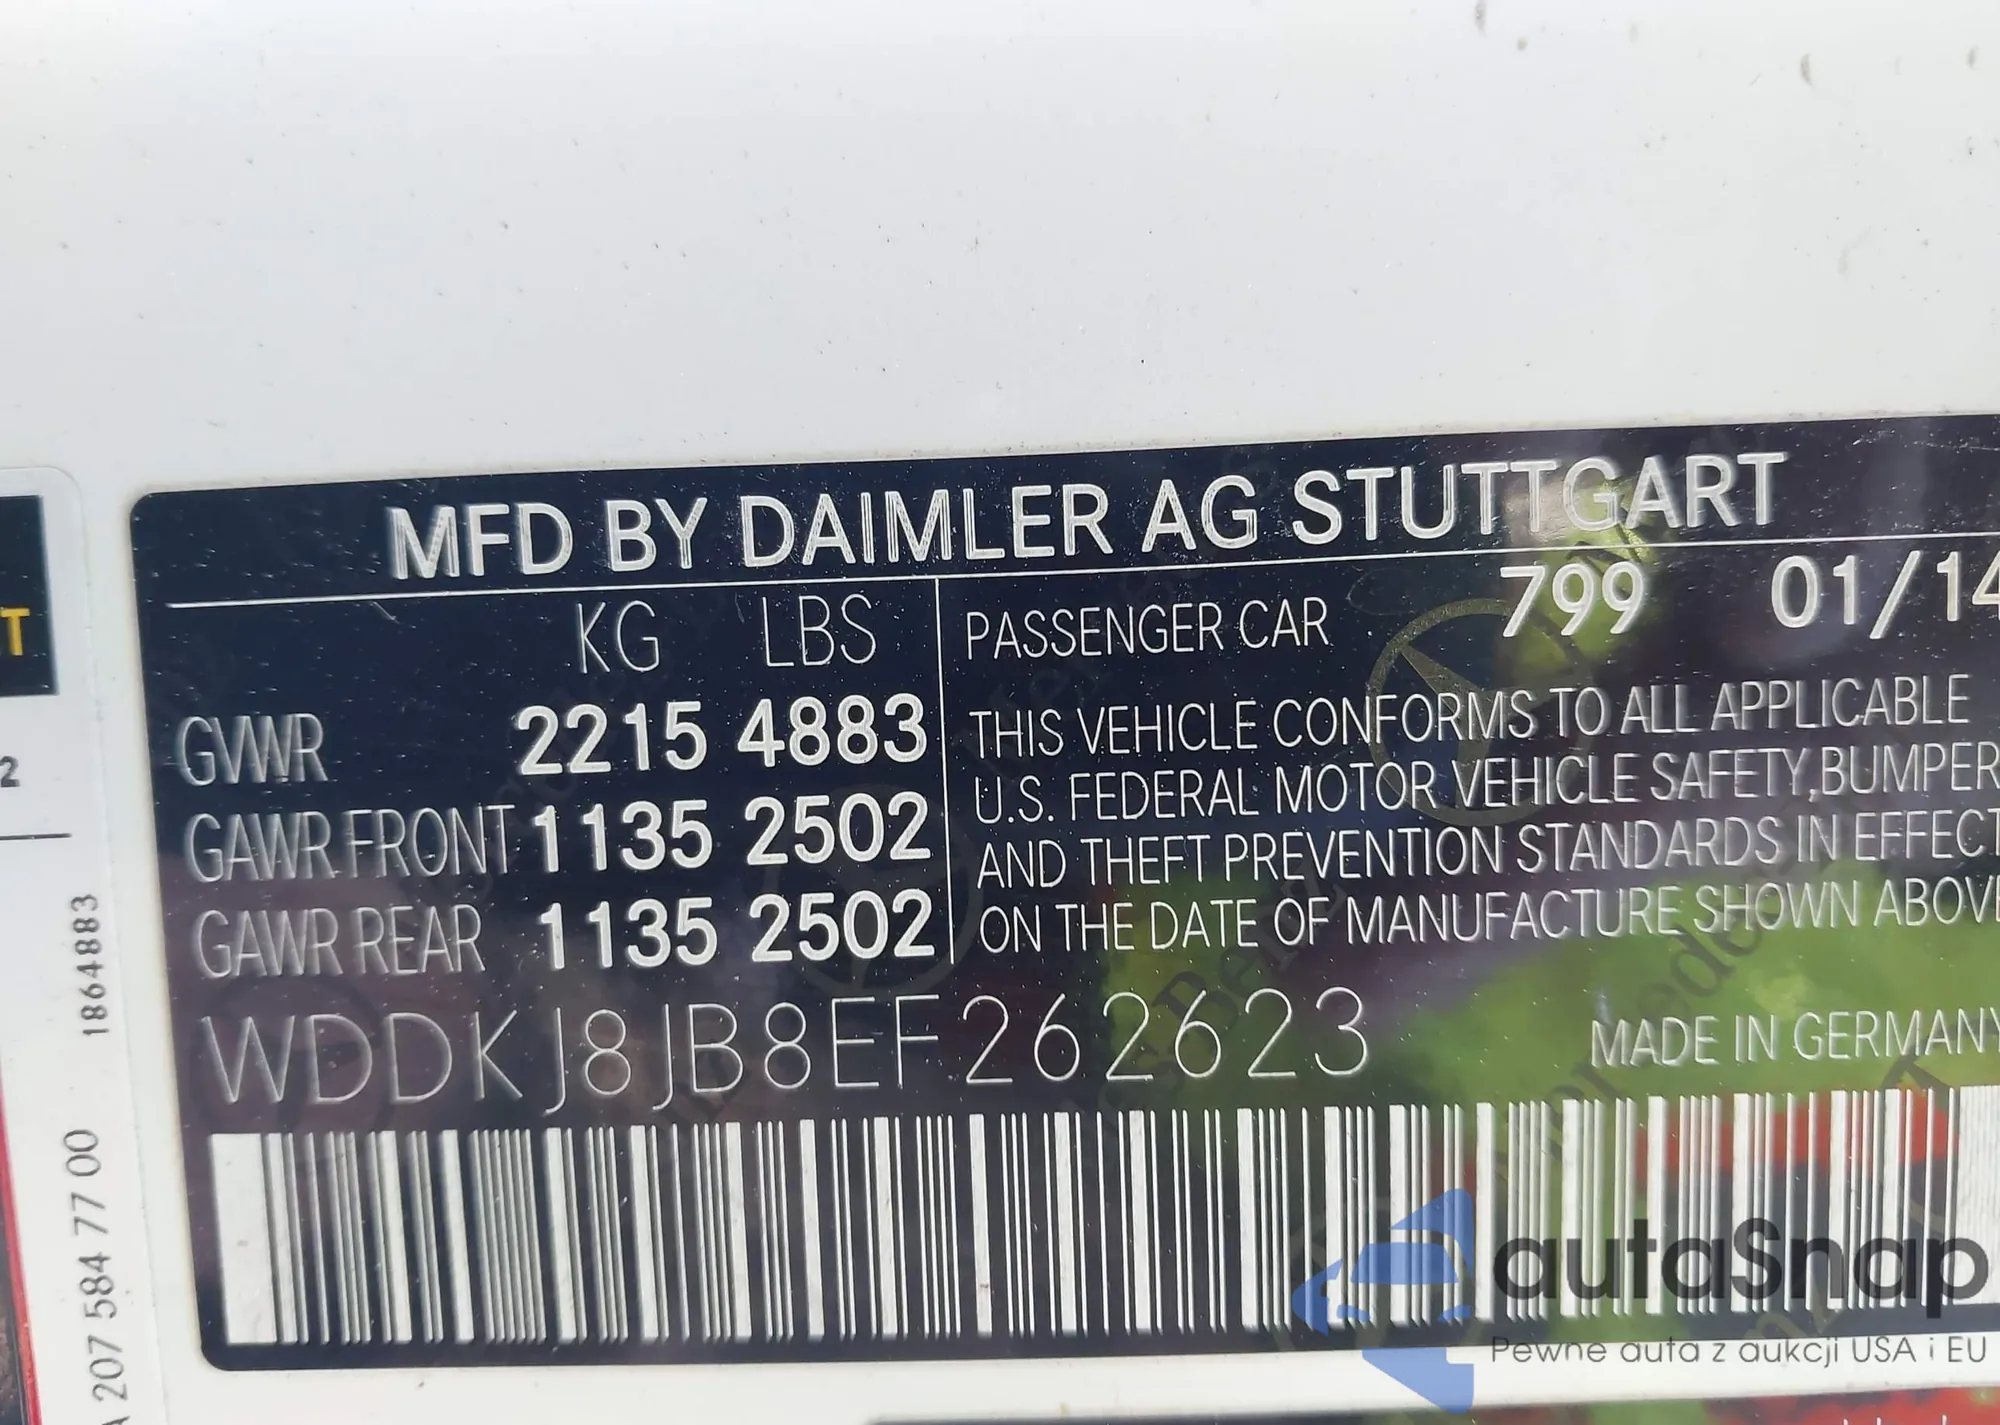 MFD BY DAIMLER AG STUTTGART
KG LBS
PASSENGER CAR 799 01/14
GVWR 2215 4883
GAWR FRONT 1135 2502
GAWR REAR 1135 2502
THIS VEHICLE CONFORMS TO ALL APPLICABLE
U.S. FEDERAL MOTOR VEHICLE SAFETY, BUMPER
AND THEFT PREVENTION STANDARDS IN EFFECT
ON THE DATE OF MANUFACTURE SHOWN ABOVE
WDDKJ8JB8EF262623
MADE IN GERMANY
T
2
1864883
A 207 584 77 00
autaSnap
Pewne auta z aukcji USA i EU